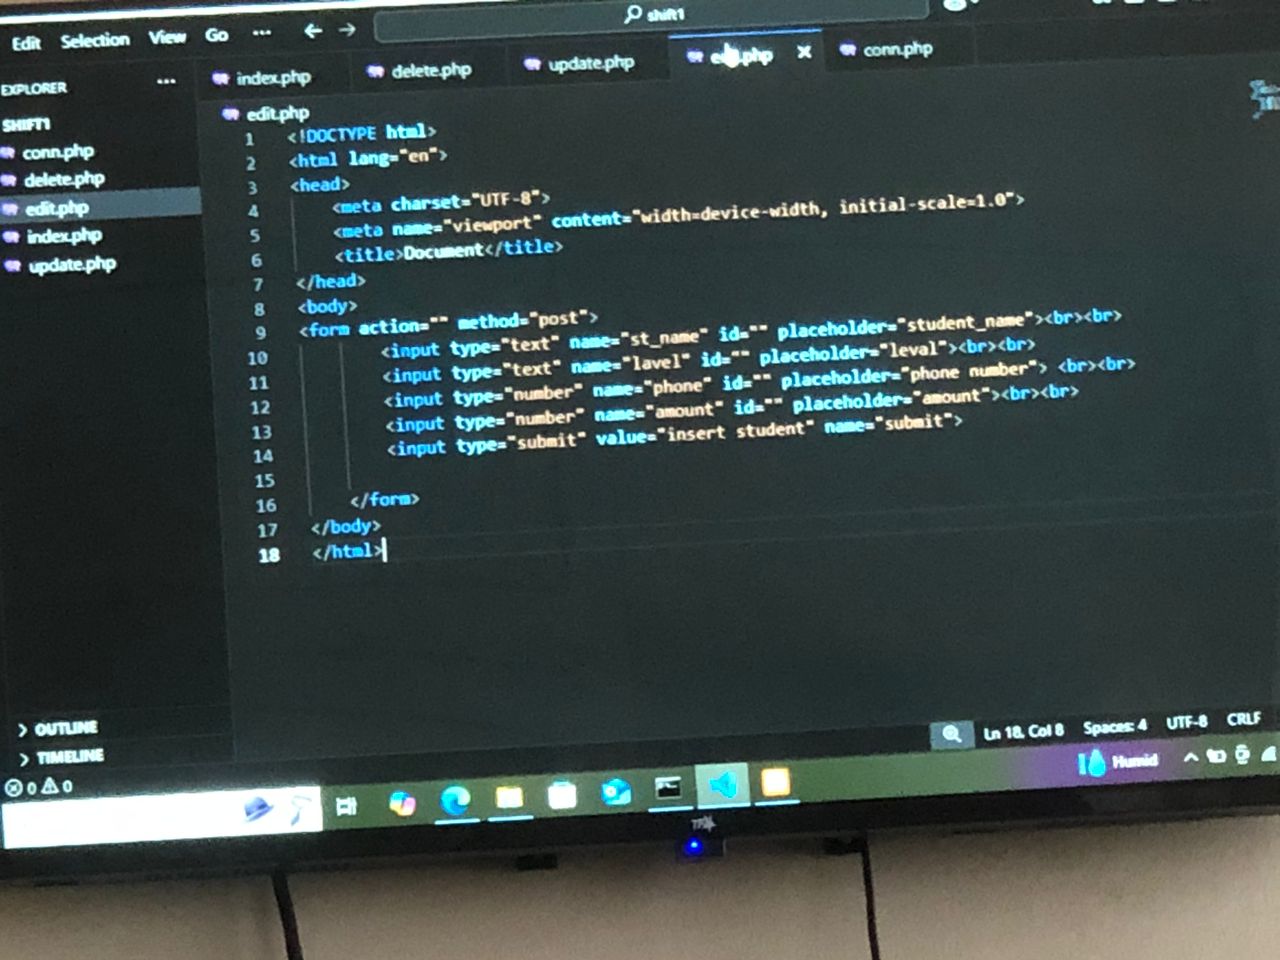 Edit Selection View Go ... shift1
EXPLORER ...
SHIFT1
conn.php
delete.php
edit.php
index.php
update.php
index.php delete.php update.php conn.php
edit.php
1 <!DOCTYPE html>
2 <html lang="en">
3 <head>
4 <meta charset="UTF-8">
5 <meta name="viewport" content="width=device-width, initial-scale=1.0">
6 <title>Document</title>
7 </head>
8 <body>
9 <form action="" method="post">
10 <input type="text" name="st_name" id="" placeholder="student_name"><br><br>
11 <input type="text" name="lavel" id="" placeholder="leval"><br><br>
12 <input type="number" name="phone" id="" placeholder="phone number"> <br><br>
13 <input type="number" name="amount" id="" placeholder="amount"><br><br>
14 <input type="submit" value="insert student" name="submit">
15
16 </form>
17 </body>
18 </html>
OUTLINE
TIMELINE
0 0
Ln 18, Col 8 Spaces: 4 UTF-8 CRLF
Humid